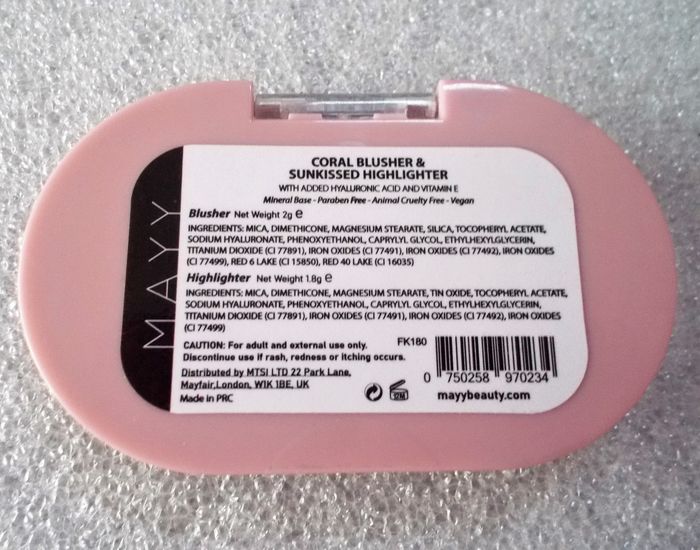 CORAL BLUSHER &
SUNKISSED HIGHLIGHTER
WITH ADDED HYALURONIC ACID AND VITAMIN E
Mineral Base - Paraben Free - Animal Cruelty Free - Vegan
Blusher Net Weight 2g ℮
INGREDIENTS: MICA, DIMETHICONE, MAGNESIUM STEARATE, SILICA, TOCOPHERYL ACETATE,
SODIUM HYALURONATE, PHENOXYETHANOL, CAPRYLYL GLYCOL, ETHYLHEXYLGLYCERIN,
TITANIUM DIOXIDE (CI 77891), IRON OXIDES (CI 77491), IRON OXIDES (CI 77492), IRON OXIDES
(CI 77499), RED 6 LAKE (CI 15850), RED 40 LAKE (CI 16035)
Highlighter Net Weight 1.8g ℮
INGREDIENTS: MICA, DIMETHICONE, MAGNESIUM STEARATE, TIN OXIDE, TOCOPHERYL ACETATE,
SODIUM HYALURONATE, PHENOXYETHANOL, CAPRYLYL GLYCOL, ETHYLHEXYLGLYCERIN,
TITANIUM DIOXIDE (CI 77891), IRON OXIDES (CI 77491), IRON OXIDES (CI 77492), IRON OXIDES
(CI 77499)
CAUTION: For adult and external use only.
Discontinue use if rash, redness or itching occurs.
Distributed by MTSI LTD 22 Park Lane,
Mayfair,London, W1K 1BE, UK
Made in PRC
FK180
0 750258 970234
12M
mayybeauty.com
MAYY